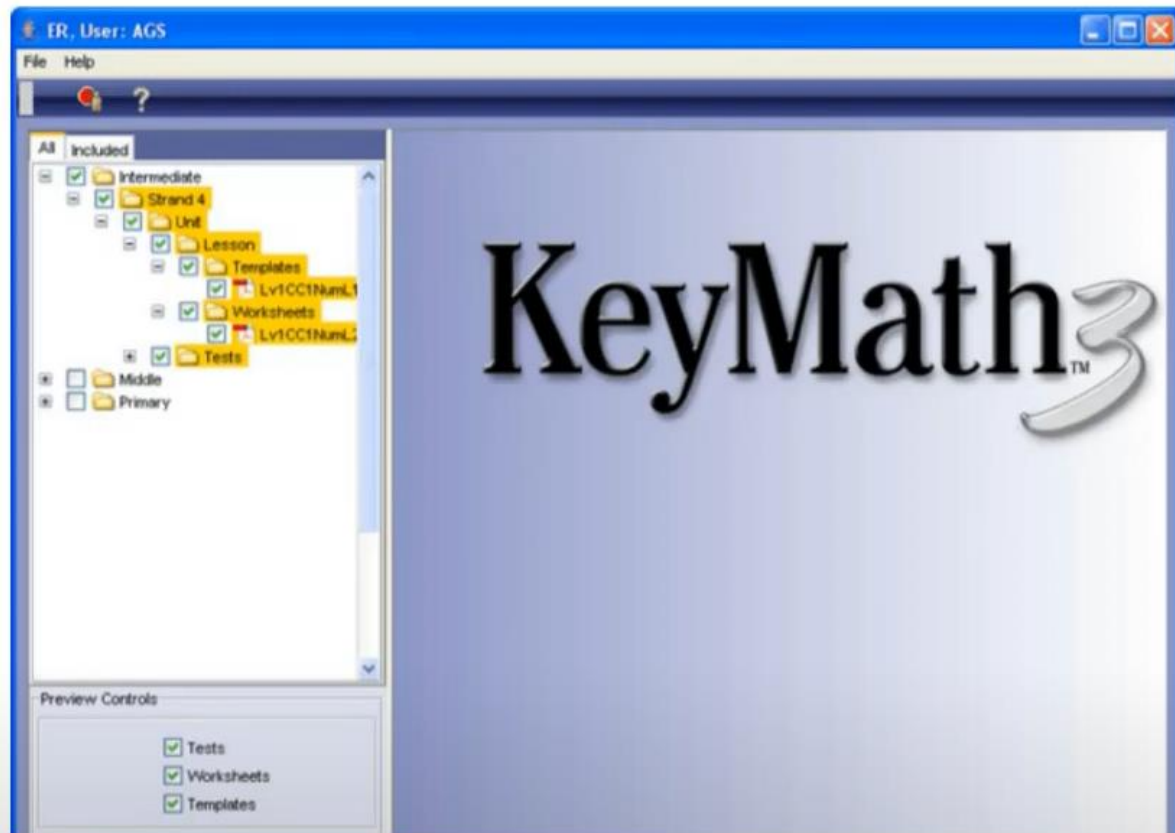 ER, User: AGS
File Help
?
All Included
Intermediate
Strand 4
Unit
Lesson
Templates
Lv1CC1NumL1
Worksheets
Lv1CC1NumL2
Tests
Middle
Primary
KeyMath3
TM
Preview Controls
Tests
Worksheets
Templates